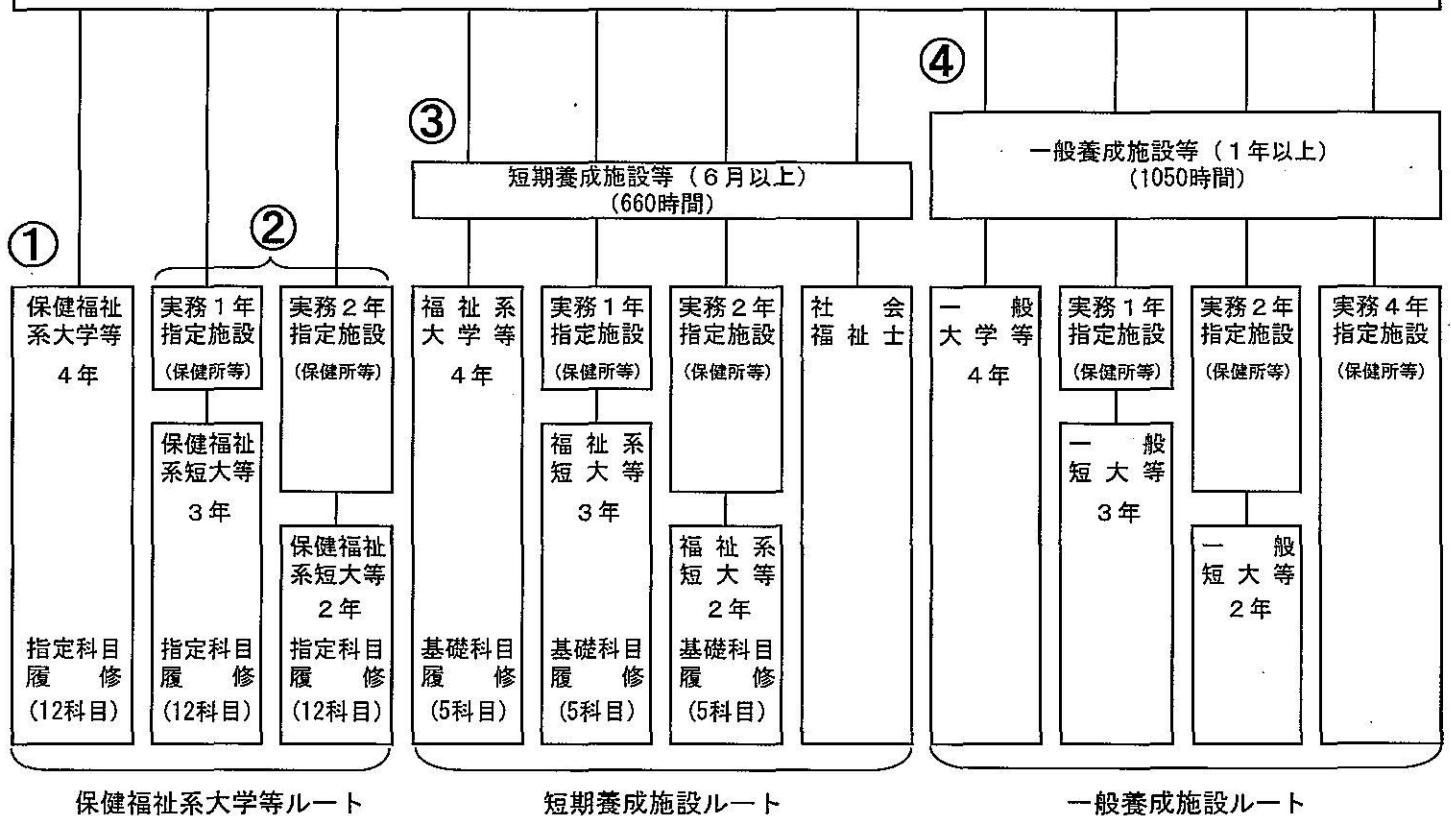 ④
③
一般養成施設等（１年以上）
(1050時間)
短期養成施設等（６月以上）
(660時間)
①
②
保健福祉
系大学等
４年
指定科目
履修
(12科目)
実務１年
指定施設
(保健所等)
保健福祉
系短大等
３年
指定科目
履修
(12科目)
実務２年
指定施設
(保健所等)
保健福祉
系短大等
２年
指定科目
履修
(12科目)
福祉系
大学等
４年
基礎科目
履修
(5科目)
実務１年
指定施設
(保健所等)
福祉系
短大等
３年
基礎科目
履修
(5科目)
実務２年
指定施設
(保健所等)
福祉系
短大等
２年
基礎科目
履修
(5科目)
社会
福祉士
一般
大学等
４年
実務１年
指定施設
(保健所等)
一般
短大等
３年
実務２年
指定施設
(保健所等)
一般
短大等
２年
実務４年
指定施設
(保健所等)
保健福祉系大学等ルート
短期養成施設ルート
一般養成施設ルート